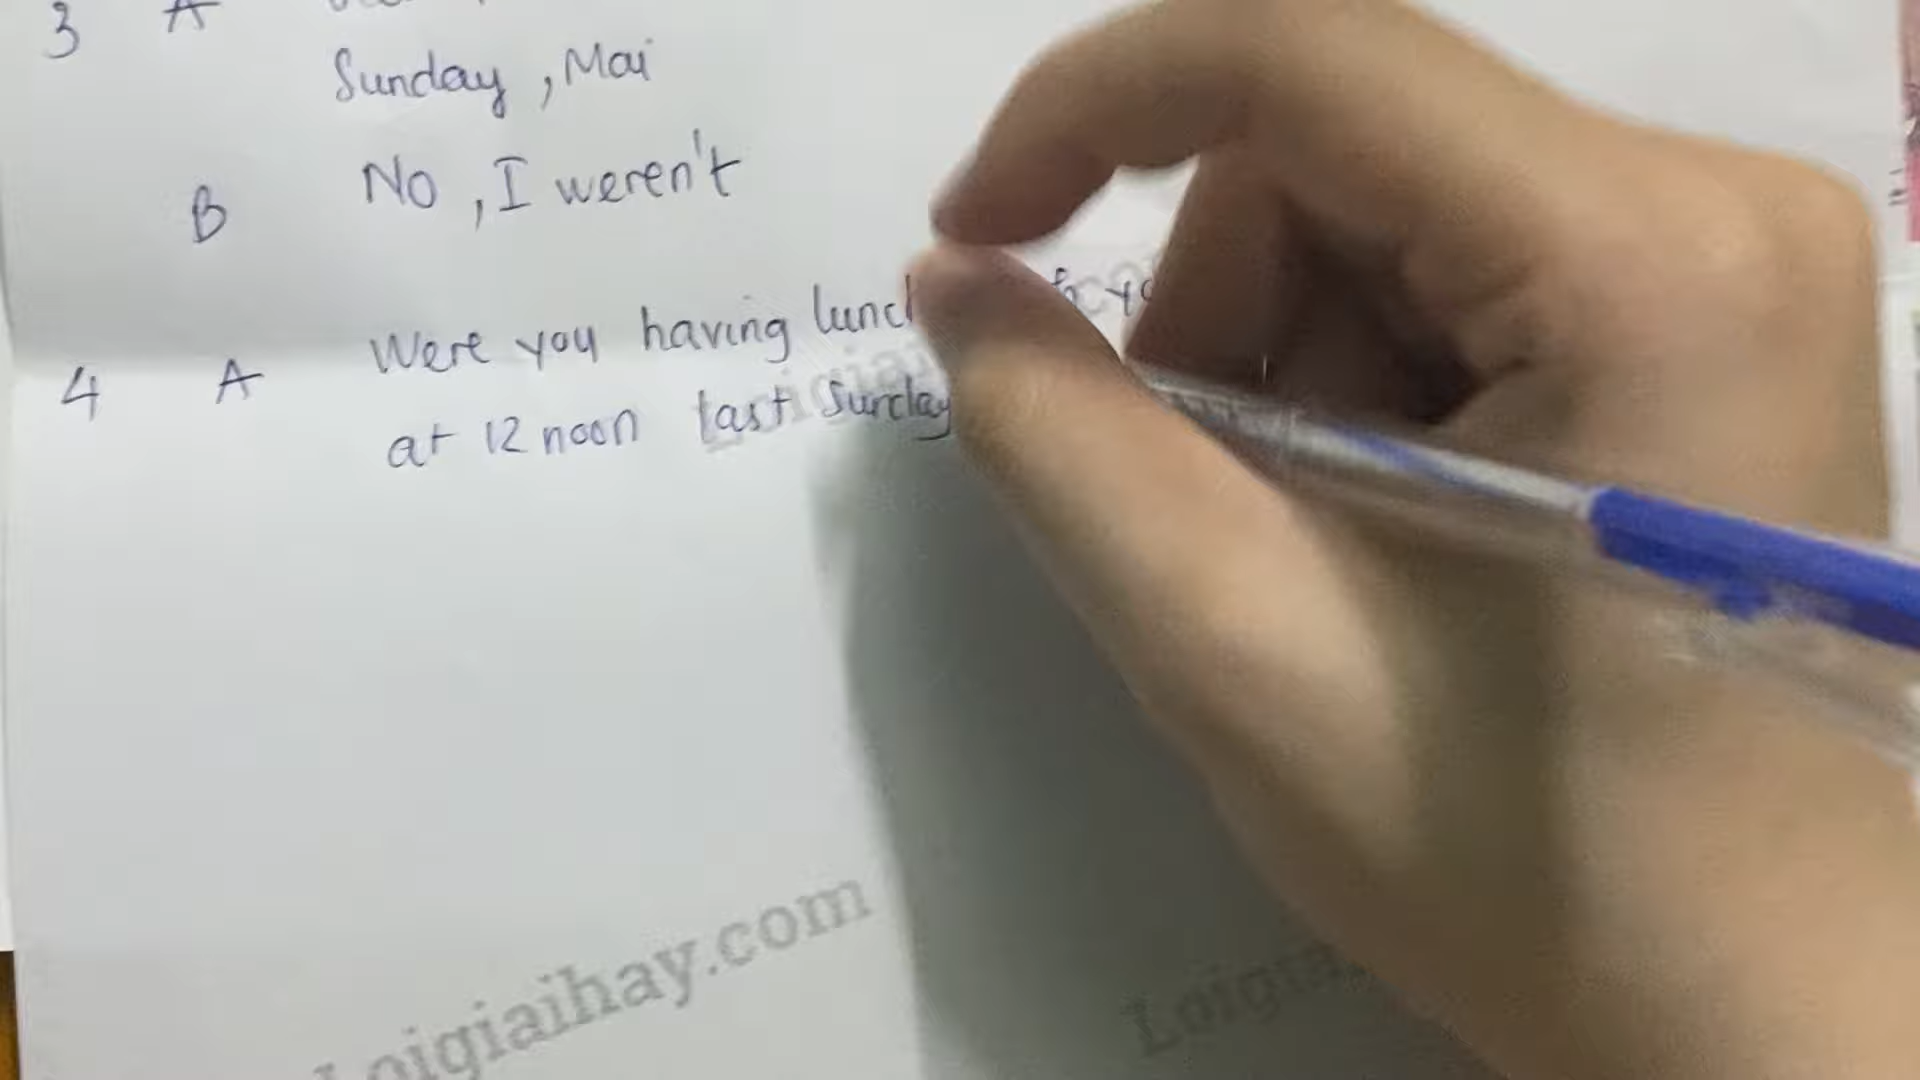 3 A
Sunday, Mai
B No, I weren't
4 A Were you having lunch
at 12 noon last Sunday
Loigiaihay.com